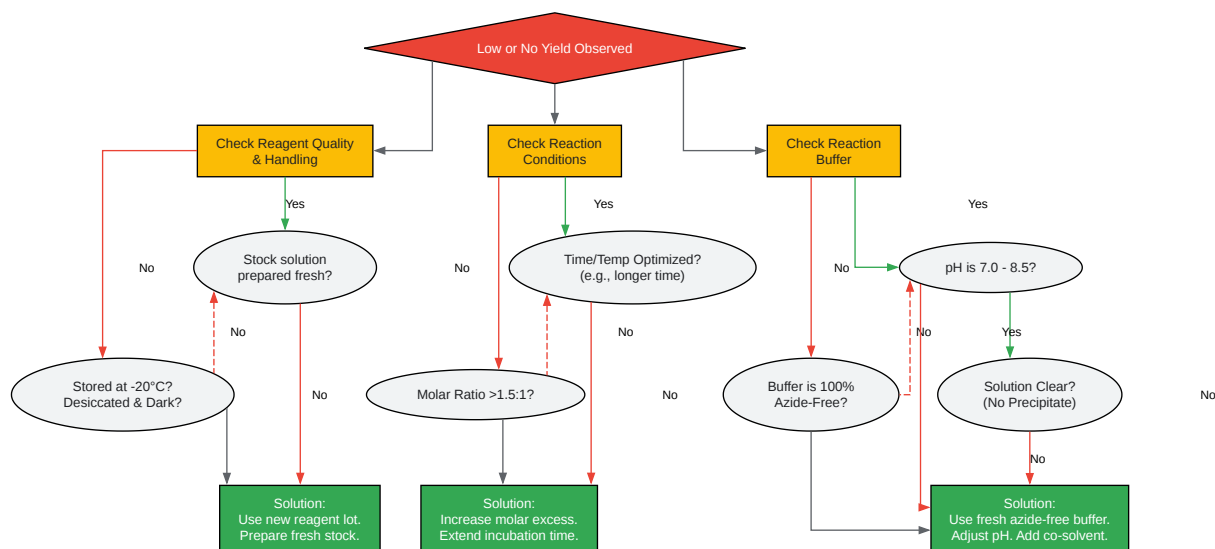 Low or No Yield Observed
Check Reagent Quality
& Handling
Check Reaction
Conditions
Check Reaction
Buffer
Yes
Yes
Yes
No
Stock solution
prepared fresh?
No
Time/Temp Optimized?
(e.g., longer time)
No
pH is 7.0 - 8.5?
No
No
No
Yes
Stored at -20°C?
Desiccated & Dark?
No
Molar Ratio >1.5:1?
No
Buffer is 100%
Azide-Free?
Solution Clear?
(No Precipitate)
No
No
Solution:
Use new reagent lot.
Prepare fresh stock.
Solution:
Increase molar excess.
Extend incubation time.
Solution:
Use fresh azide-free buffer.
Adjust pH. Add co-solvent.